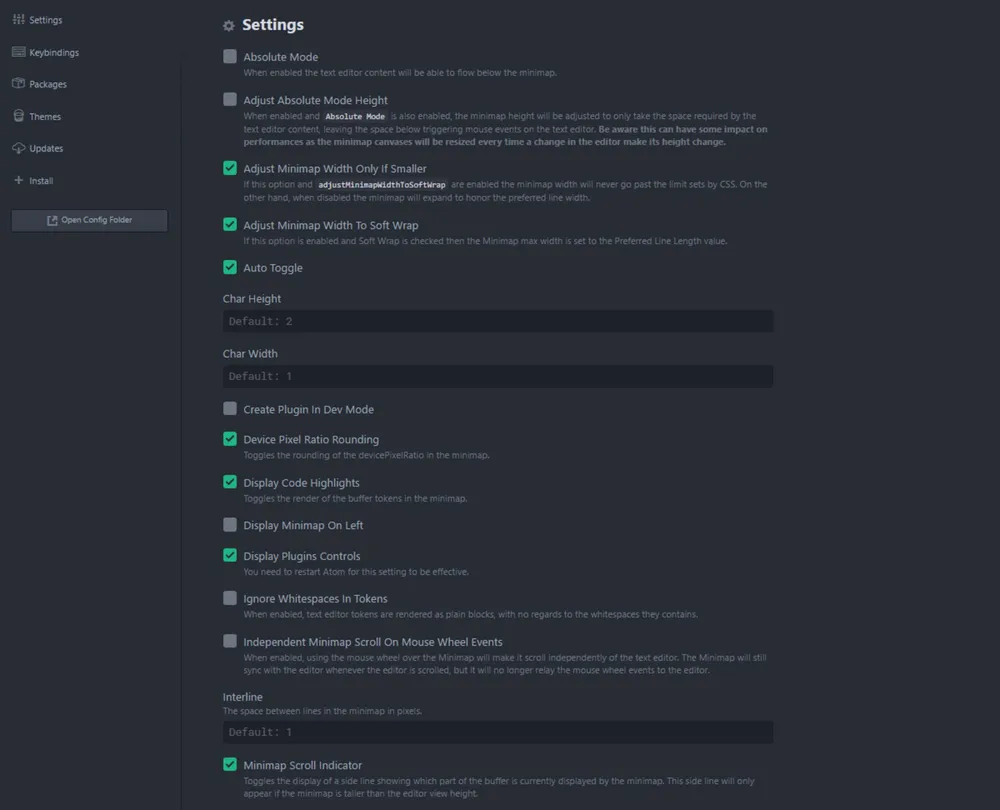 Settings
Keybindings
Packages
Themes
Updates
Install
Open Config Folder
Settings
Absolute Mode
When enabled the text editor content will be able to flow below the minimap.
Adjust Absolute Mode Height
When enabled and Absolute Mode is also enabled, the minimap height will be adjusted to only take the space required by the
text editor content, leaving the space below triggering mouse events on the text editor. Be aware this can have some impact on
performances as the minimap canvases will be resized every time a change in the editor make its height change.
Adjust Minimap Width Only If Smaller
If this option and adjustMinimapWidthToSoftWrap are enabled the minimap width will never go past the limit sets by CSS. On the
other hand, when disabled the minimap will expand to honor the preferred line width.
Adjust Minimap Width To Soft Wrap
If this option is enabled and Soft Wrap is checked then the Minimap max width is set to the Preferred Line Length value.
Auto Toggle
Char Height
Default: 2
Char Width
Default: 1
Create Plugin In Dev Mode
Device Pixel Ratio Rounding
Toggles the rounding of the devicePixelRatio in the minimap.
Display Code Highlights
Toggles the render of the buffer tokens in the minimap.
Display Minimap On Left
Display Plugins Controls
You need to restart Atom for this setting to be effective.
Ignore Whitespaces In Tokens
When enabled, text editor tokens are rendered as plain blocks, with no regards to the whitespaces they contains.
Independent Minimap Scroll On Mouse Wheel Events
When enabled, using the mouse wheel over the Minimap will make it scroll independently of the text editor. The Minimap will still
sync with the editor whenever the editor is scrolled, but it will no longer relay the mouse wheel events to the editor.
Interline
The space between lines in the minimap in pixels.
Default: 1
Minimap Scroll Indicator
Toggles the display of a side line showing which part of the buffer is currently displayed by the minimap. This side line will only
appear if the minimap is taller than the editor view height.